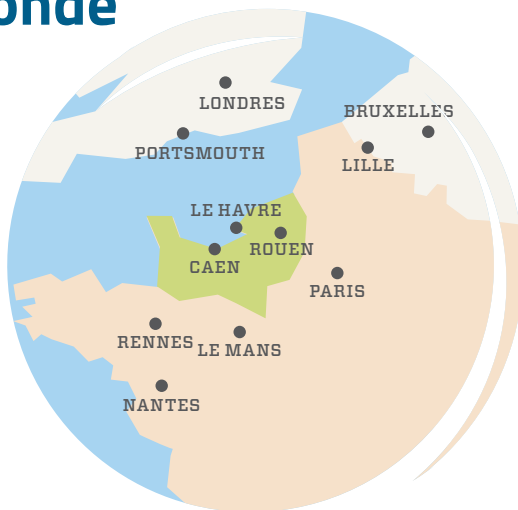 onde
LONDRES
BRUXELLES
PORTSMOUTH
LILLE
LE HAVRE
ROUEN
CAEN
PARIS
RENNES
LE MANS
NANTES